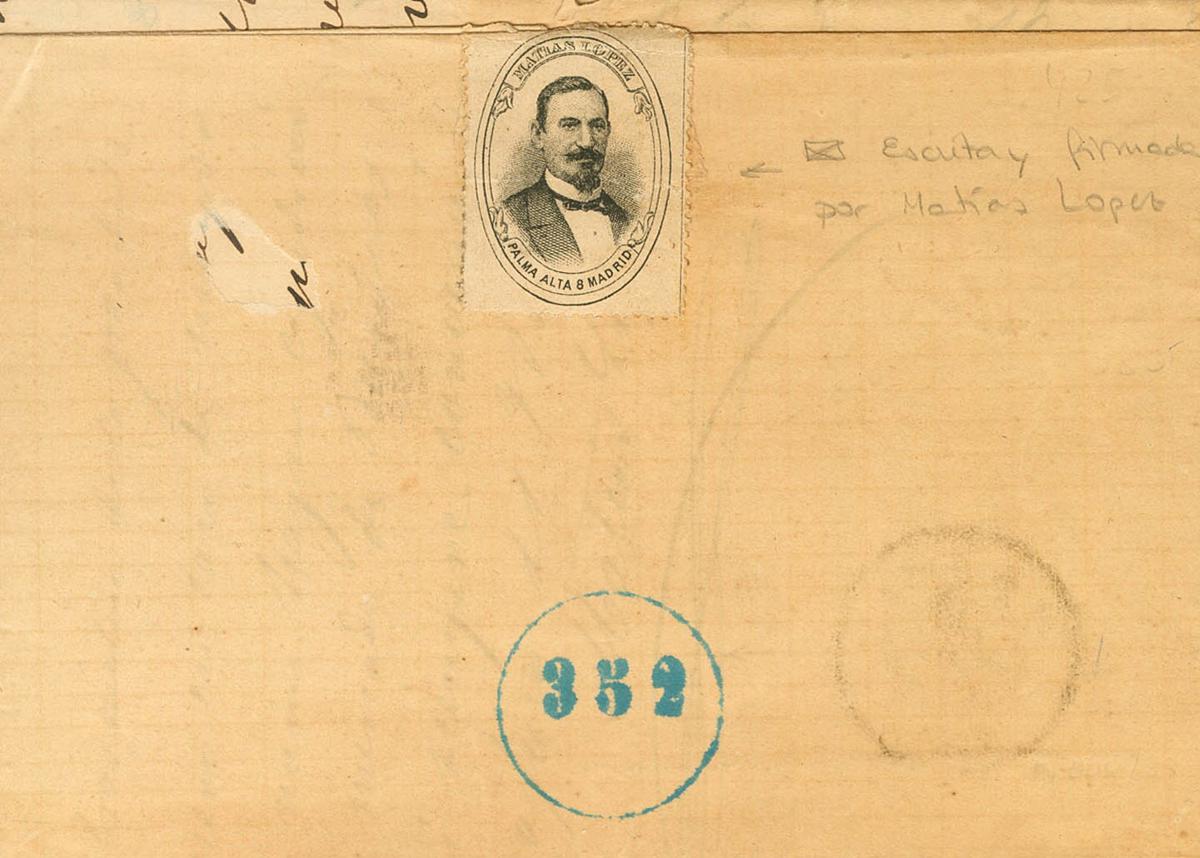 MATIAS LOPEZ
PALMA ALTA 8 MADRID
Escrita y firmada
por Matías Lopez
352